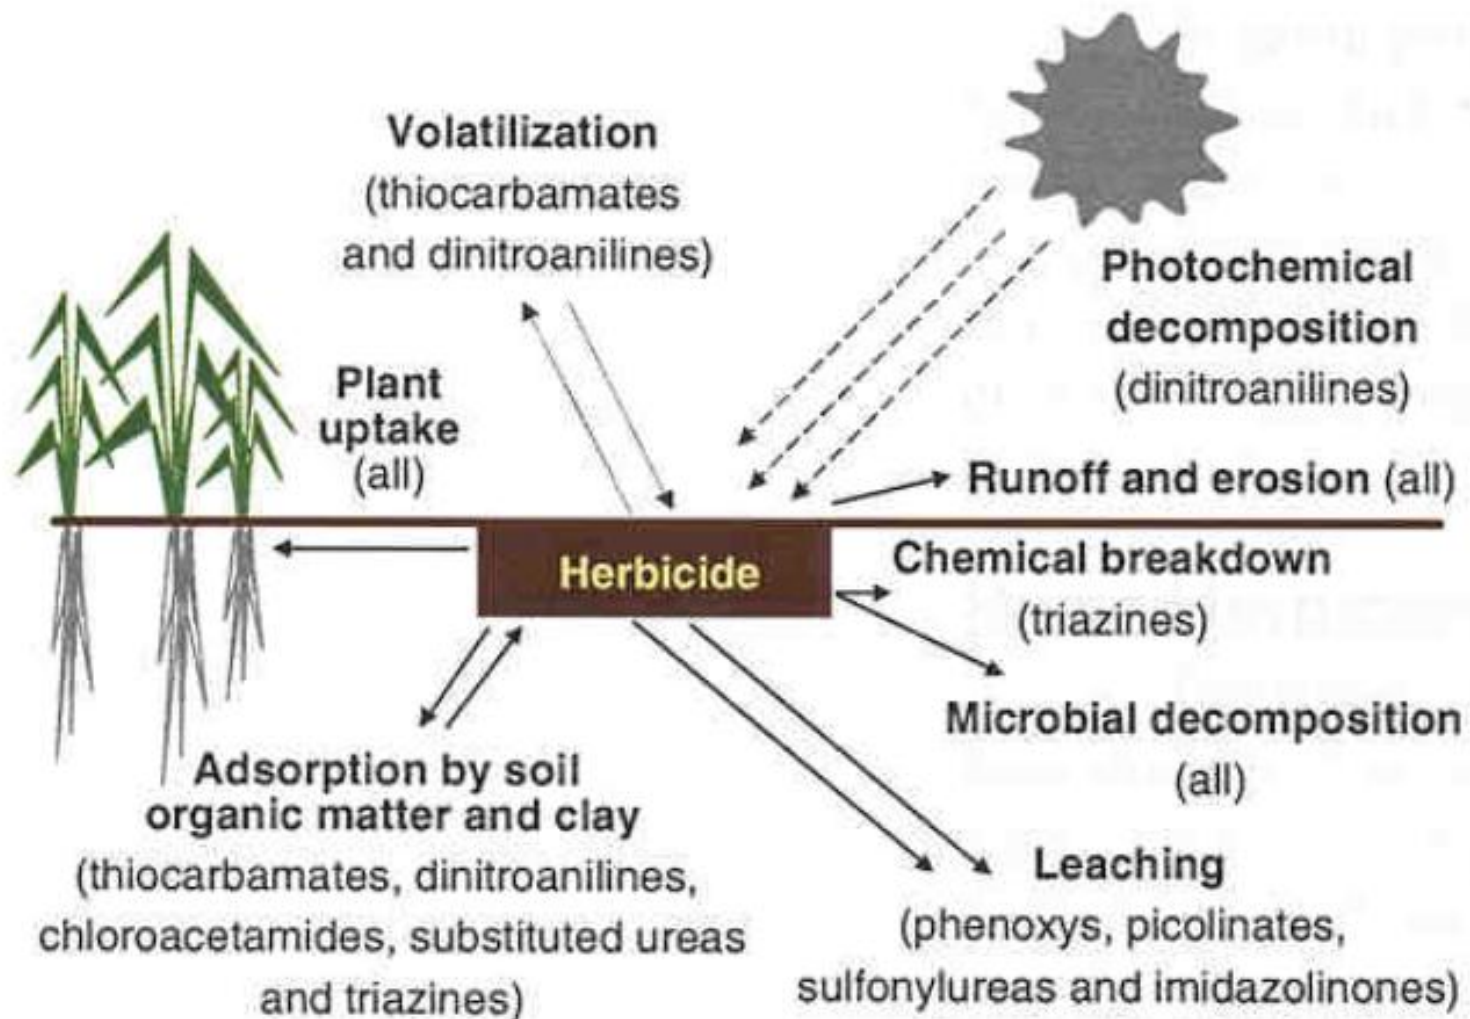 Volatilization
(thiocarbamates
and dinitroanilines)
Photochemical
decomposition
(dinitroanilines)
Plant
uptake
(all)
Runoff and erosion (all)
Herbicide
Chemical breakdown
(triazines)
Microbial decomposition
(all)
Adsorption by soil
organic matter and clay
(thiocarbamates, dinitroanilines,
chloroacetamides, substituted ureas
and triazines)
Leaching
(phenoxys, picolinates,
sulfonylureas and imidazolinones)